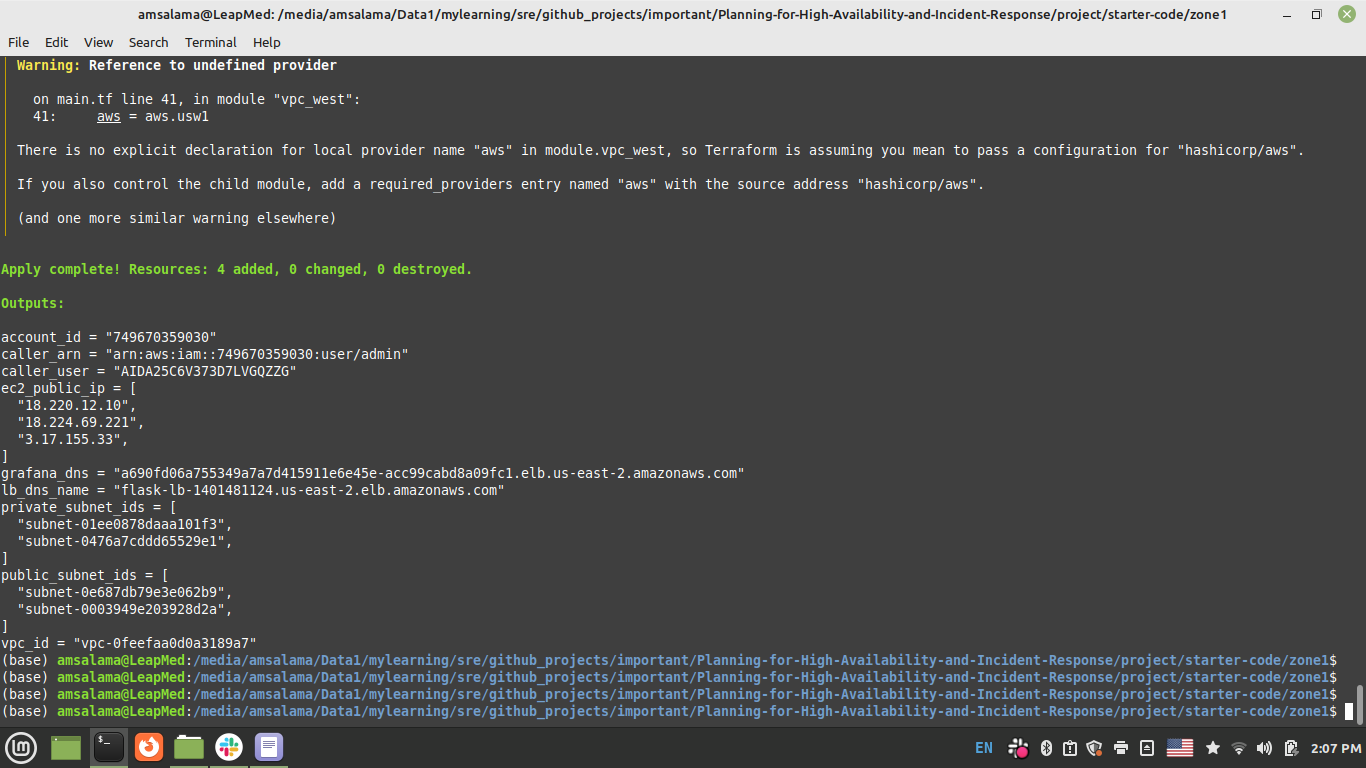 amsalama@LeapMed: /media/amsalama/Data1/mylearning/sre/github_projects/important/Planning-for-High-Availability-and-Incident-Response/project/starter-code/zone1
File Edit View Search Terminal Help
Warning: Reference to undefined provider
on main.tf line 41, in module "vpc_west":
41: aws = aws.usw1
There is no explicit declaration for local provider name "aws" in module.vpc_west, so Terraform is assuming you mean to pass a configuration for "hashicorp/aws".
If you also control the child module, add a required_providers entry named "aws" with the source address "hashicorp/aws".
(and one more similar warning elsewhere)
Apply complete! Resources: 4 added, 0 changed, 0 destroyed.
Outputs:
account_id = "749670359030"
caller_arn = "arn:aws:iam::749670359030:user/admin"
caller_user = "AIDA25C6V373D7LVGQZZG"
ec2_public_ip = [
"18.220.12.10",
"18.224.69.221",
"3.17.155.33",
]
grafana_dns = "a690fd06a755349a7a7d415911e6e45e-acc99cabd8a09fc1.elb.us-east-2.amazonaws.com"
lb_dns_name = "flask-lb-1401481124.us-east-2.elb.amazonaws.com"
private_subnet_ids = [
"subnet-01ee0878daaa101f3",
"subnet-0476a7cddd65529e1",
]
public_subnet_ids = [
"subnet-0e687db79e3e062b9",
"subnet-0003949e203928d2a",
]
vpc_id = "vpc-0feefaa0d0a3189a7"
(base) amsalama@LeapMed:/media/amsalama/Data1/mylearning/sre/github_projects/important/Planning-for-High-Availability-and-Incident-Response/project/starter-code/zone1$
(base) amsalama@LeapMed:/media/amsalama/Data1/mylearning/sre/github_projects/important/Planning-for-High-Availability-and-Incident-Response/project/starter-code/zone1$
(base) amsalama@LeapMed:/media/amsalama/Data1/mylearning/sre/github_projects/important/Planning-for-High-Availability-and-Incident-Response/project/starter-code/zone1$
(base) amsalama@LeapMed:/media/amsalama/Data1/mylearning/sre/github_projects/important/Planning-for-High-Availability-and-Incident-Response/project/starter-code/zone1$
EN 2:07 PM